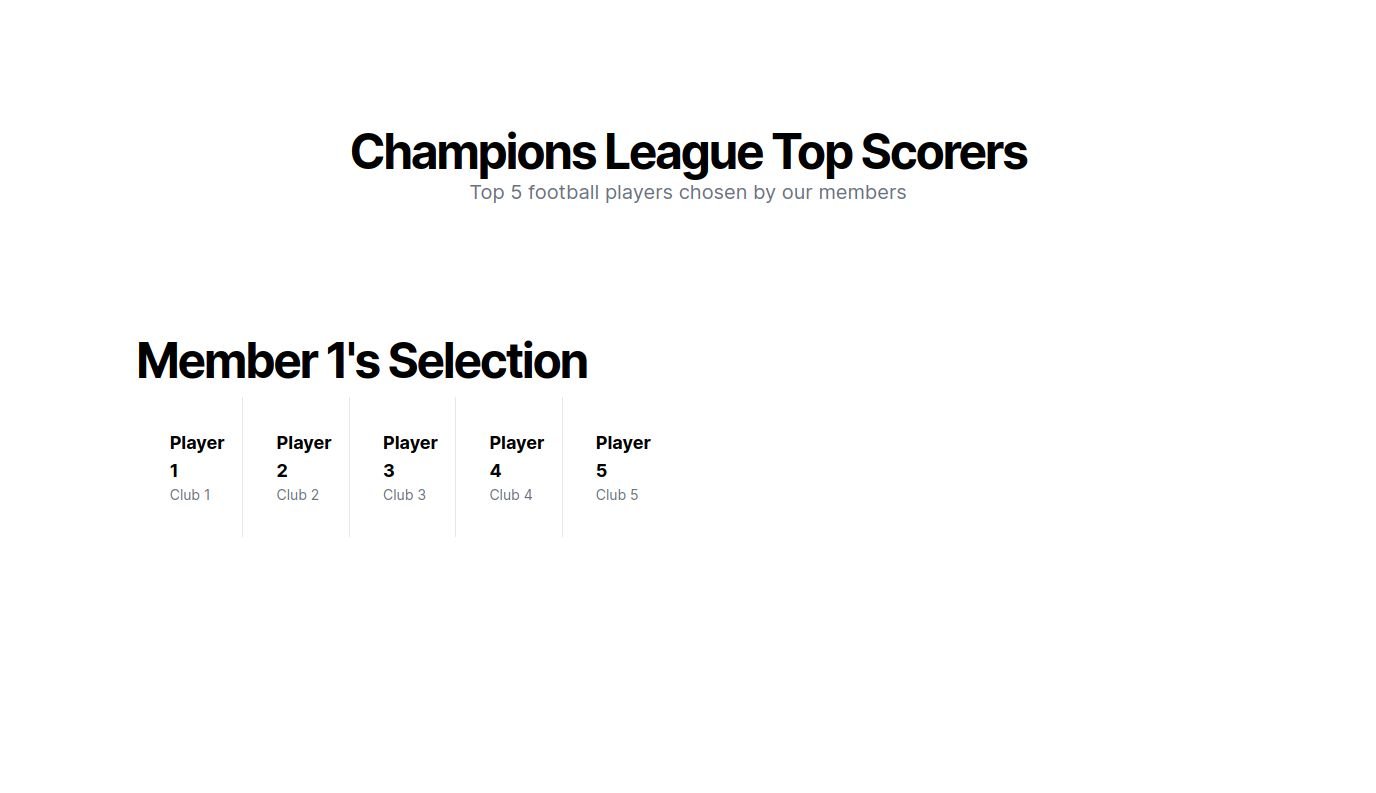 Champions League Top Scorers
Top 5 football players chosen by our members
Member 1's Selection
Player
1
Club 1
Player
2
Club 2
Player
3
Club 3
Player
4
Club 4
Player
5
Club 5